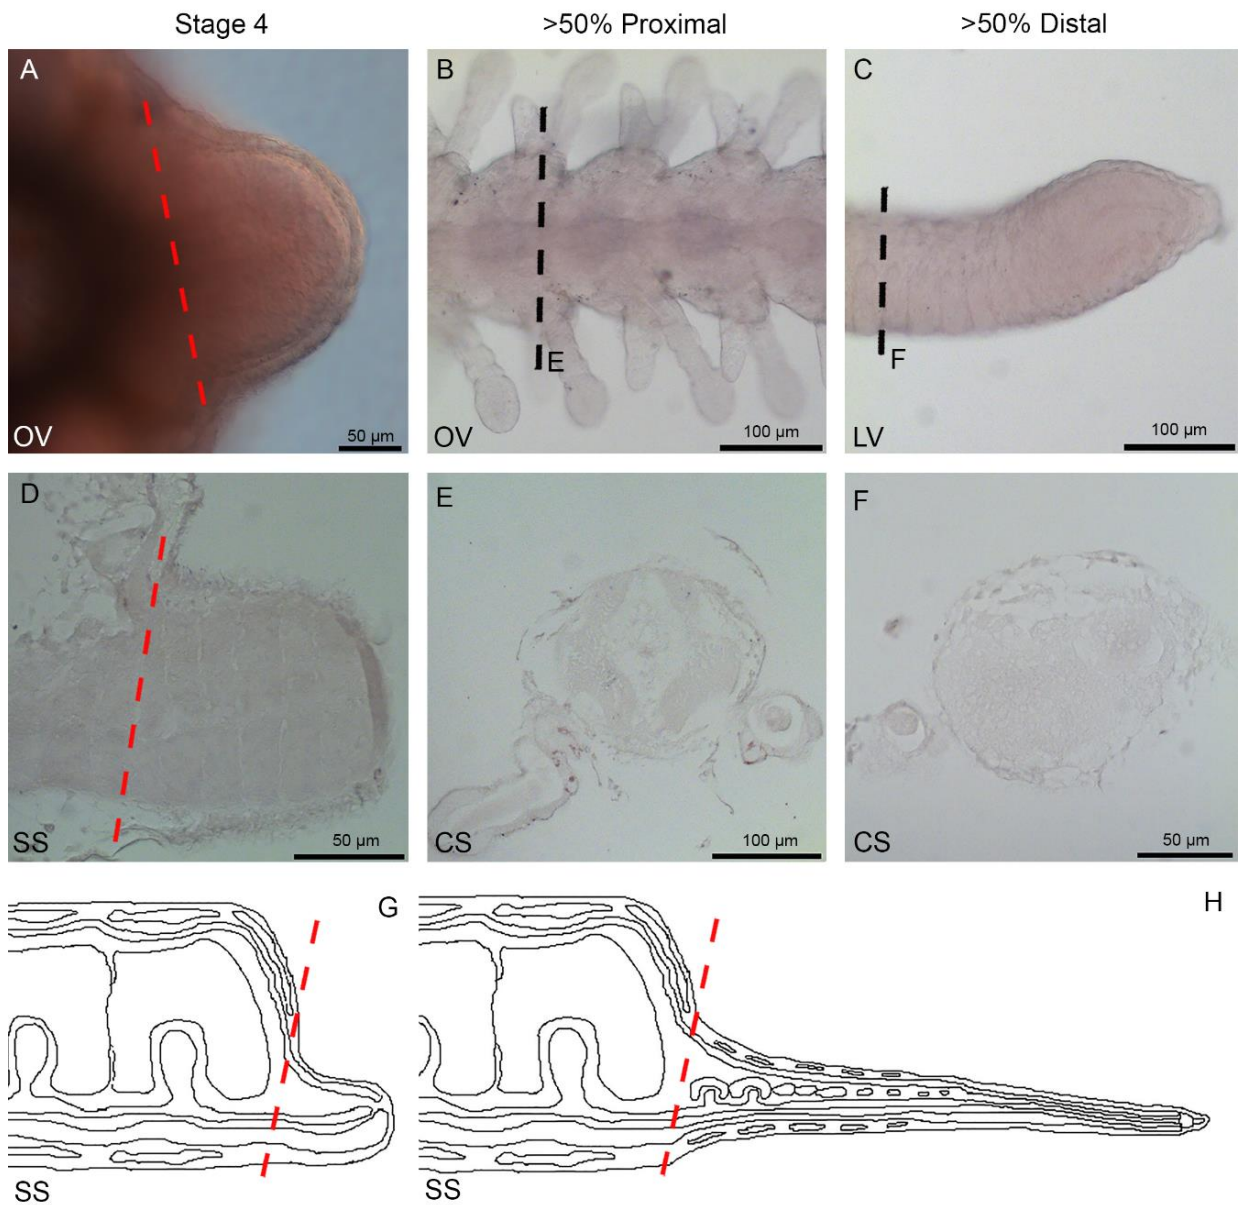 Stage 4 >50% Proximal >50% Distal
A B C
E F
OV 50 µm OV 100 µm LV 100 µm
D E F
SS 50 µm CS 100 µm CS 50 µm
G H
SS SS